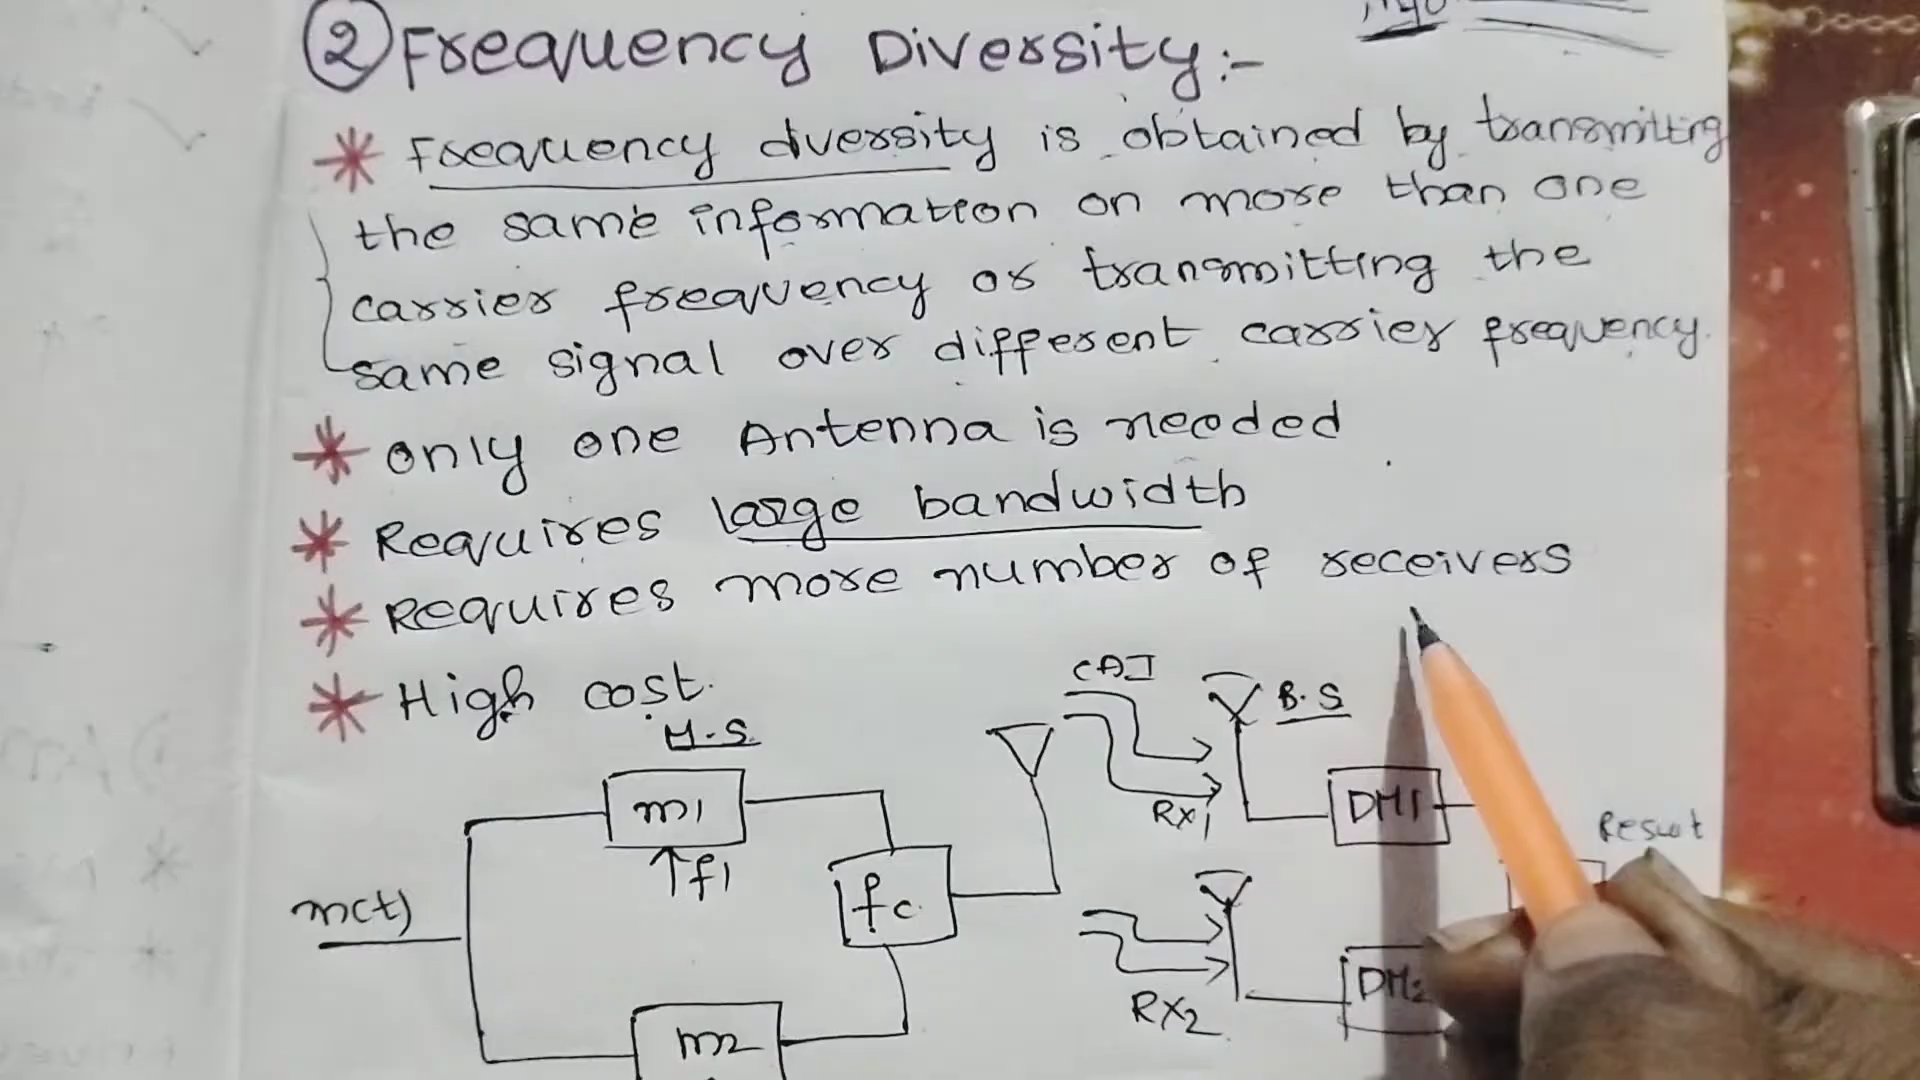 ② Frequency Diversity:-
* Frequency dversity is obtained by transmitting
the same information on more than one
carrier frequency or transmitting the
same signal over different carrier frequency.
* only one Antenna is needed
* Requires large bandwidth
* Requires more number of receivers
* High cost.
M.S.
m1
↑f1
m(t)
fc
m2
CAI
B.S
RX1
DM1
Result
RX2
DM2